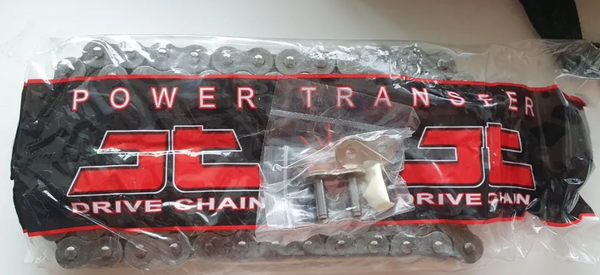 POWER TRANSFER
JT JT
DRIVE CHAIN DRIVE CHAIN